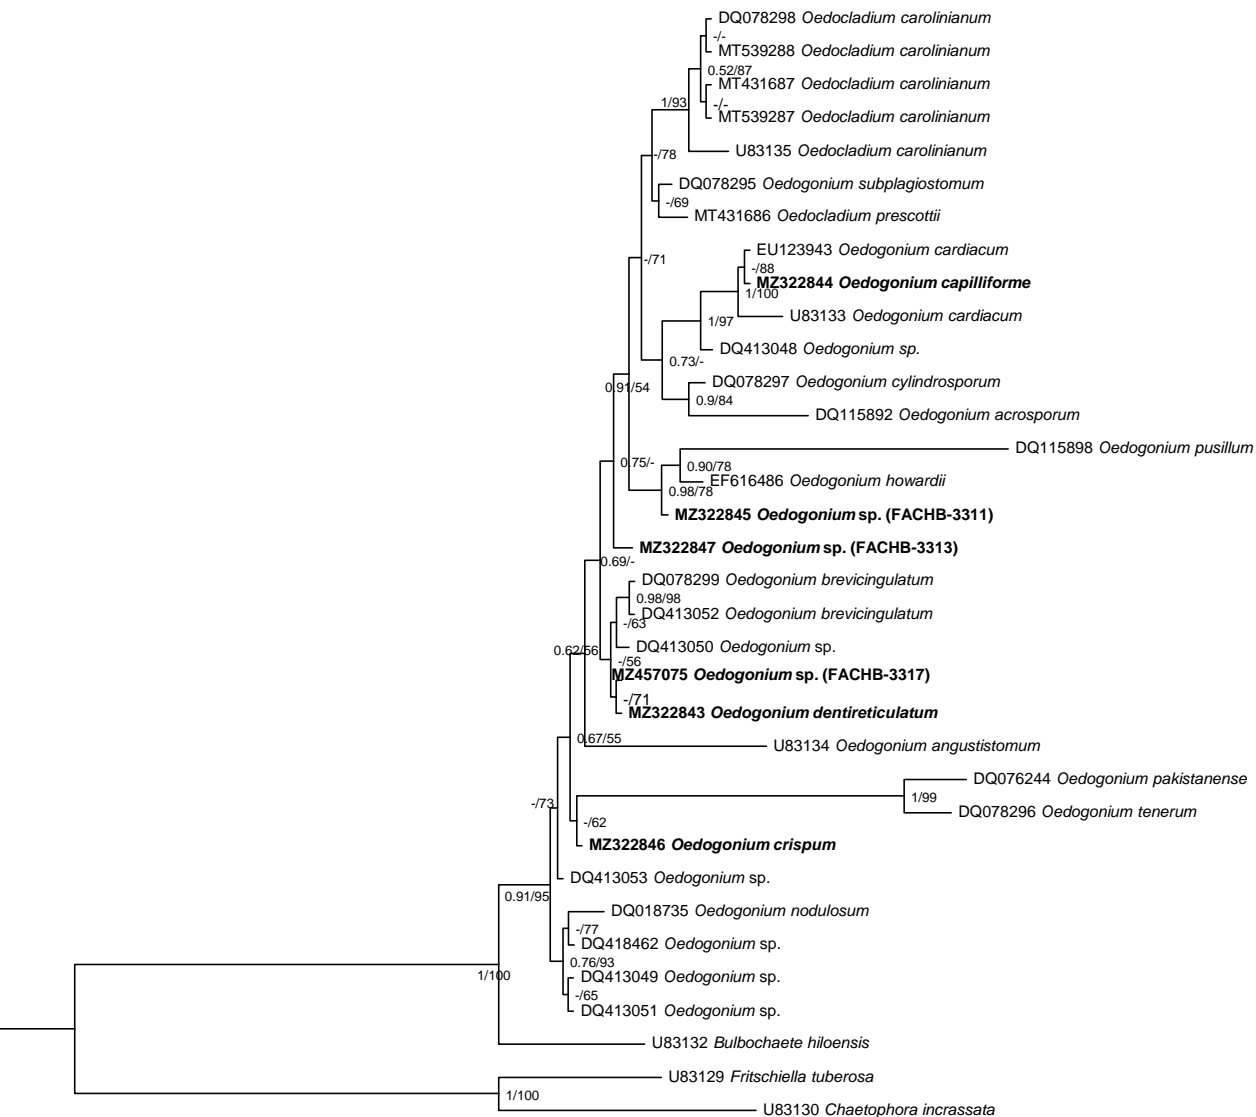 DQ078298 Oedocladium carolinianum
-/-
MT539288 Oedocladium carolinianum
0.52/87
MT431687 Oedocladium carolinianum
1/93
-/-
MT539287 Oedocladium carolinianum
U83135 Oedocladium carolinianum
-/78
DQ078295 Oedogonium subplagiostomum
-/69
MT431686 Oedocladium prescottii
EU123943 Oedogonium cardiacum
-/71
-/88
MZ322844 Oedogonium capilliforme
1/100
U83133 Oedogonium cardiacum
1/97
DQ413048 Oedogonium sp.
0.73/-
DQ078297 Oedogonium cylindrosporum
0.91/54
0.9/84
DQ115892 Oedogonium acrosporum
DQ115898 Oedogonium pusillum
0.75/-
0.90/78
EF616486 Oedogonium howardii
0.98/78
MZ322845 Oedogonium sp. (FACHB-3311)
MZ322847 Oedogonium sp. (FACHB-3313)
0.69/-
DQ078299 Oedogonium brevicingulatum
0.98/98
DQ413052 Oedogonium brevicingulatum
-/63
DQ413050 Oedogonium sp.
0.62/56
-/56
MZ457075 Oedogonium sp. (FACHB-3317)
-/71
MZ322843 Oedogonium dentireticulatum
0.67/55
U83134 Oedogonium angustistomum
DQ076244 Oedogonium pakistanense
1/99
-/73
DQ078296 Oedogonium tenerum
-/62
MZ322846 Oedogonium crispum
DQ413053 Oedogonium sp.
0.91/95
DQ018735 Oedogonium nodulosum
-/77
DQ418462 Oedogonium sp.
0.76/93
1/100
DQ413049 Oedogonium sp.
-/65
DQ413051 Oedogonium sp.
U83132 Bulbochaete hiloensis
U83129 Fritschiella tuberosa
1/100
U83130 Chaetophora incrassata